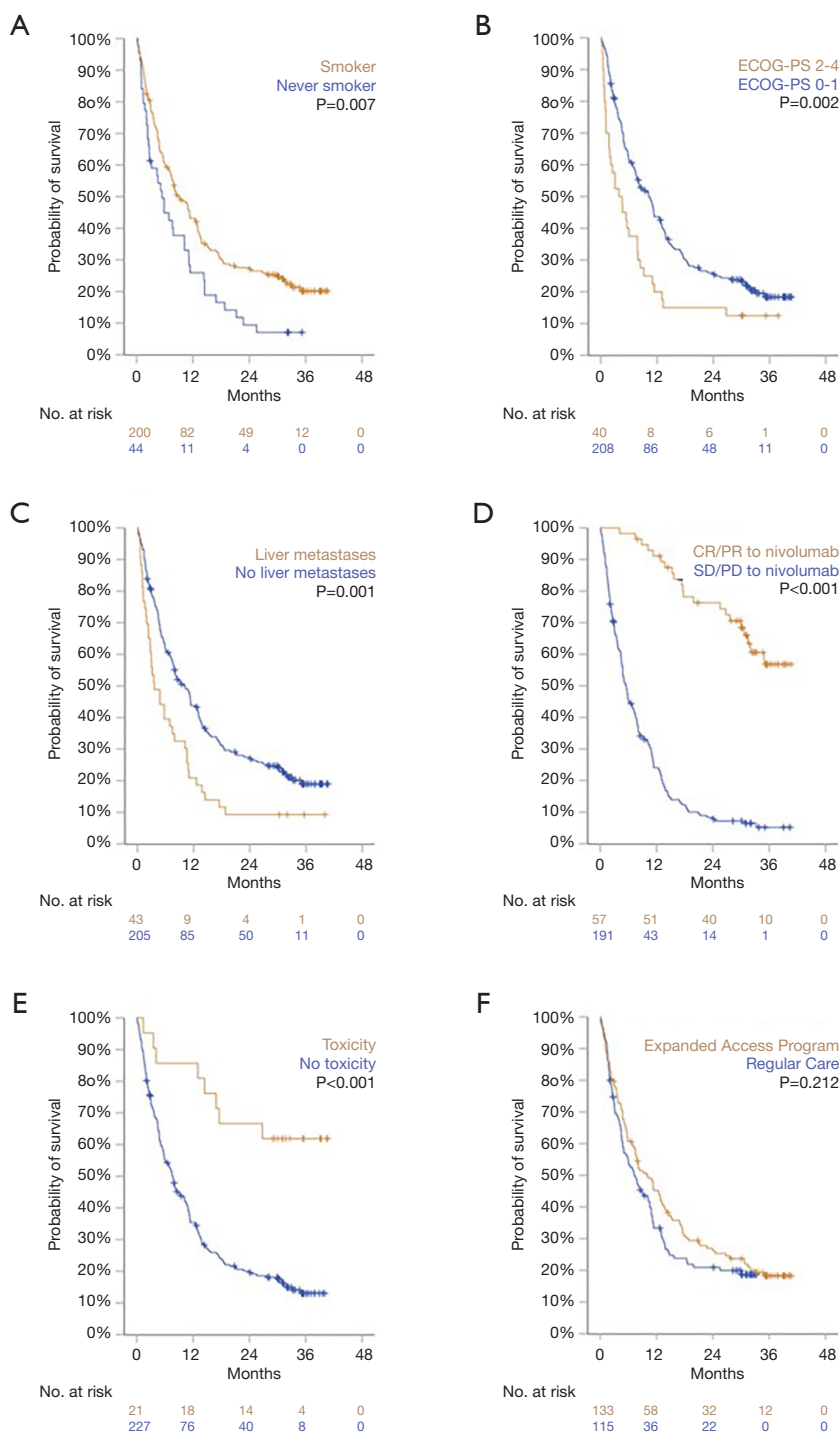 A
Probability of survival
100%
90%
8o%
70%
60%
50%
40%
30%
20%
10%
0%
Smoker
Never smoker
P=0.007
0 12 24 36 48
Months
No. at risk
200 82 49 12 0
44 11 4 0 0
B
Probability of survival
100%
90%
8o%
70%
60%
50%
40%
30%
20%
10%
0%
ECOG-PS 2-4
ECOG-PS 0-1
P=0.002
0 12 24 36 48
Months
No. at risk
40 8 6 1 0
208 86 48 11 0
C
Probability of survival
100%
90%
8o%
70%
60%
50%
40%
30%
20%
10%
0%
Liver metastases
No liver metastases
P=0.001
0 12 24 36 48
Months
No. at risk
43 9 4 1 0
205 85 50 11 0
D
Probability of survival
100%
90%
8o%
70%
60%
50%
40%
30%
20%
10%
0%
CR/PR to nivolumab
SD/PD to nivolumab
P<0.001
0 12 24 36 48
Months
No. at risk
57 51 40 10 0
191 43 14 1 0
E
Probability of survival
100%
90%
8o%
70%
60%
50%
40%
30%
20%
10%
0%
Toxicity
No toxicity
P<0.001
0 12 24 36 48
Months
No. at risk
21 18 14 4 0
227 76 40 8 0
F
Probability of survival
100%
90%
8o%
70%
60%
50%
40%
30%
20%
10%
0%
Expanded Access Program
Regular Care
P=0.212
0 12 24 36 48
Months
No. at risk
133 58 32 12 0
115 36 22 0 0